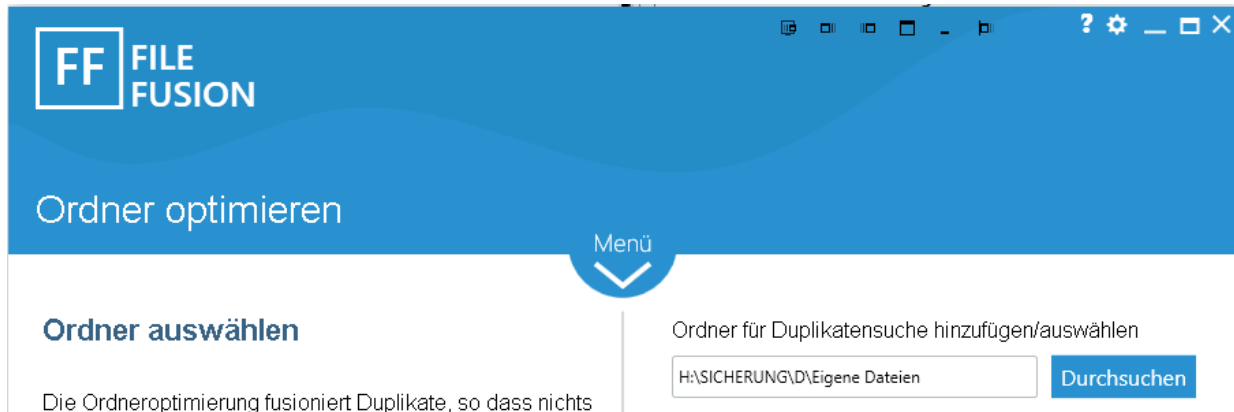 FF FILE
FUSION
?
Ordner optimieren
Menü
Ordner auswählen
Die Ordneroptimierung fusioniert Duplikate, so dass nichts
Ordner für Duplikatensuche hinzufügen/auswählen
H:\SICHERUNG\D\Eigene Dateien
Durchsuchen